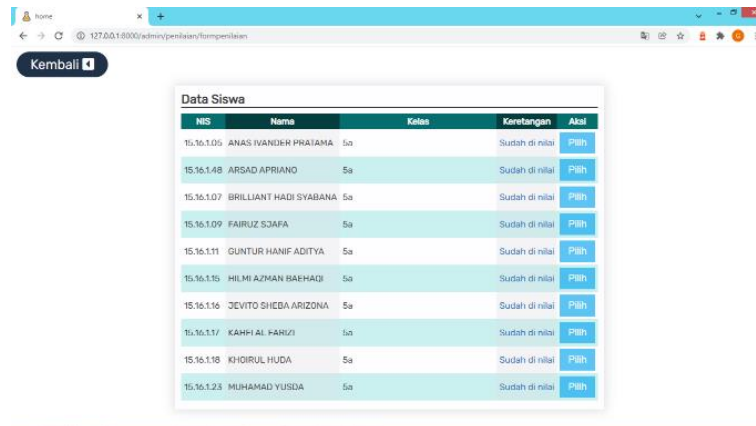 home
127.0.0.1:8000/admin/penilaian/formpenilaian
Kembali
Data Siswa
NIS Nama Kelas Keretangan Aksi
15.16.1.05 ANAS IVANDER PRATAMA 5a Sudah di nilai Pilih
15.16.1.48 ARSAD APRIANO 5a Sudah di nilai Pilih
15.16.1.07 BRILLIANT HADI SYABANA 5a Sudah di nilai Pilih
15.16.1.09 FAIRUZ SJAFA 5a Sudah di nilai Pilih
15.16.1.11 GUNTUR HANIF ADITYA 5a Sudah di nilai Pilih
15.16.1.15 HILMI AZMAN BAEHAQI 5a Sudah di nilai Pilih
15.16.1.16 JEVITO SHEBA ARIZONA 5a Sudah di nilai Pilih
15.16.1.17 KAHFI AL FARIZI 5a Sudah di nilai Pilih
15.16.1.18 KHOIRUL HUDA 5a Sudah di nilai Pilih
15.16.1.23 MUHAMAD YUSDA 5a Sudah di nilai Pilih